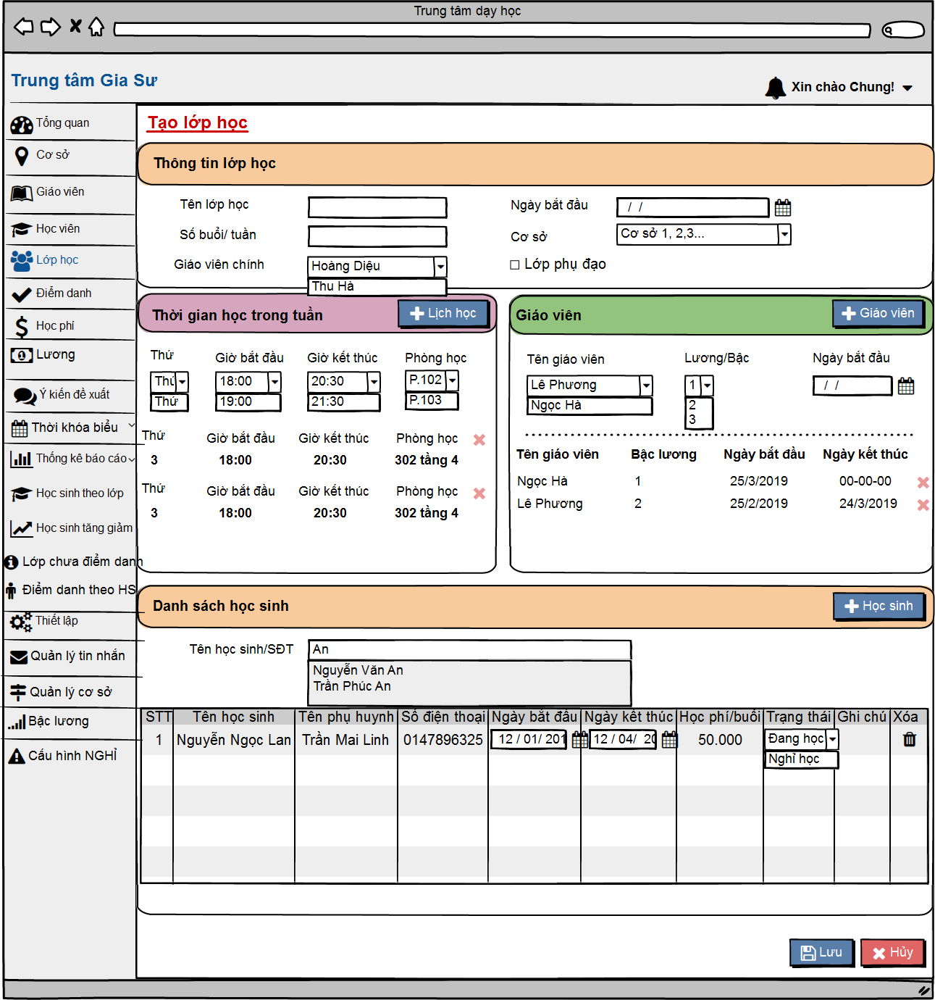 Trung tâm dạy học
Trung tâm Gia Sư
Xin chào Chung!
Tổng quan
Cơ sở
Giáo viên
Học viên
Lớp học
Điểm danh
Học phí
Lương
Ý kiến đề xuất
Thời khóa biểu
Thống kê báo cáo
Học sinh theo lớp
Học sinh tăng giảm
Lớp chưa điểm danh
Điểm danh theo HS
Thiết lập
Quản lý tin nhắn
Quản lý cơ sở
Bậc lương
Cấu hình NGHỈ
Tạo lớp học
Thông tin lớp học
Tên lớp học
Ngày bắt đầu / /
Số buổi/ tuần
Cơ sở Cơ sở 1, 2,3...
Giáo viên chính Hoàng Diệu
Thu Hà
Lớp phụ đạo
Thời gian học trong tuần
Lịch học
Thứ Giờ bắt đầu Giờ kết thúc Phòng học
Thứ 18:00 20:30 P.102
Thứ 19:00 21:30 P.103
Thứ Giờ bắt đầu Giờ kết thúc Phòng học
3 18:00 20:30 302 tầng 4
Thứ Giờ bắt đầu Giờ kết thúc Phòng học
3 18:00 20:30 302 tầng 4
Giáo viên
Giáo viên
Tên giáo viên Lương/Bậc Ngày bắt đầu
Lê Phương 1 / /
Ngọc Hà 2
3
Tên giáo viên Bậc lương Ngày bắt đầu Ngày kết thúc
Ngọc Hà 1 25/3/2019 00-00-00
Lê Phương 2 25/2/2019 24/3/2019
Danh sách học sinh
Học sinh
Tên học sinh/SĐT An
Nguyễn Văn An
Trần Phúc An
STT Tên học sinh Tên phụ huynh Số điện thoại Ngày bắt đầu Ngày kết thúc Học phí/buổi Trạng thái Ghi chú Xóa
1 Nguyễn Ngọc Lan Trần Mai Linh 0147896325 12 / 01/ 201 12 / 04/ 20 50.000 Đang học
Nghỉ học
Lưu
Hủy